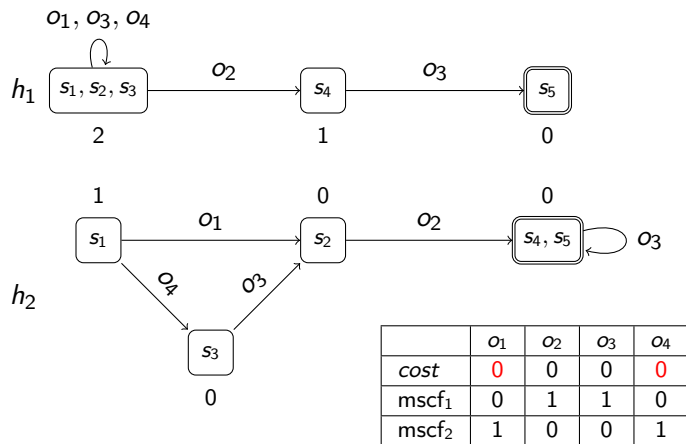 o₁, o₃, o₄
h₁ s₁, s₂, s₃ o₂ s₄ o₃ s₅
2 1 0
1 0 0
s₁ o₁ s₂ o₂ s₄, s₅ o₃
h₂ o₄ o₃
s₃
0
o₁ o₂ o₃ o₄
cost 0 0 0 0
mscf₁ 0 1 1 0
mscf₂ 1 0 0 1